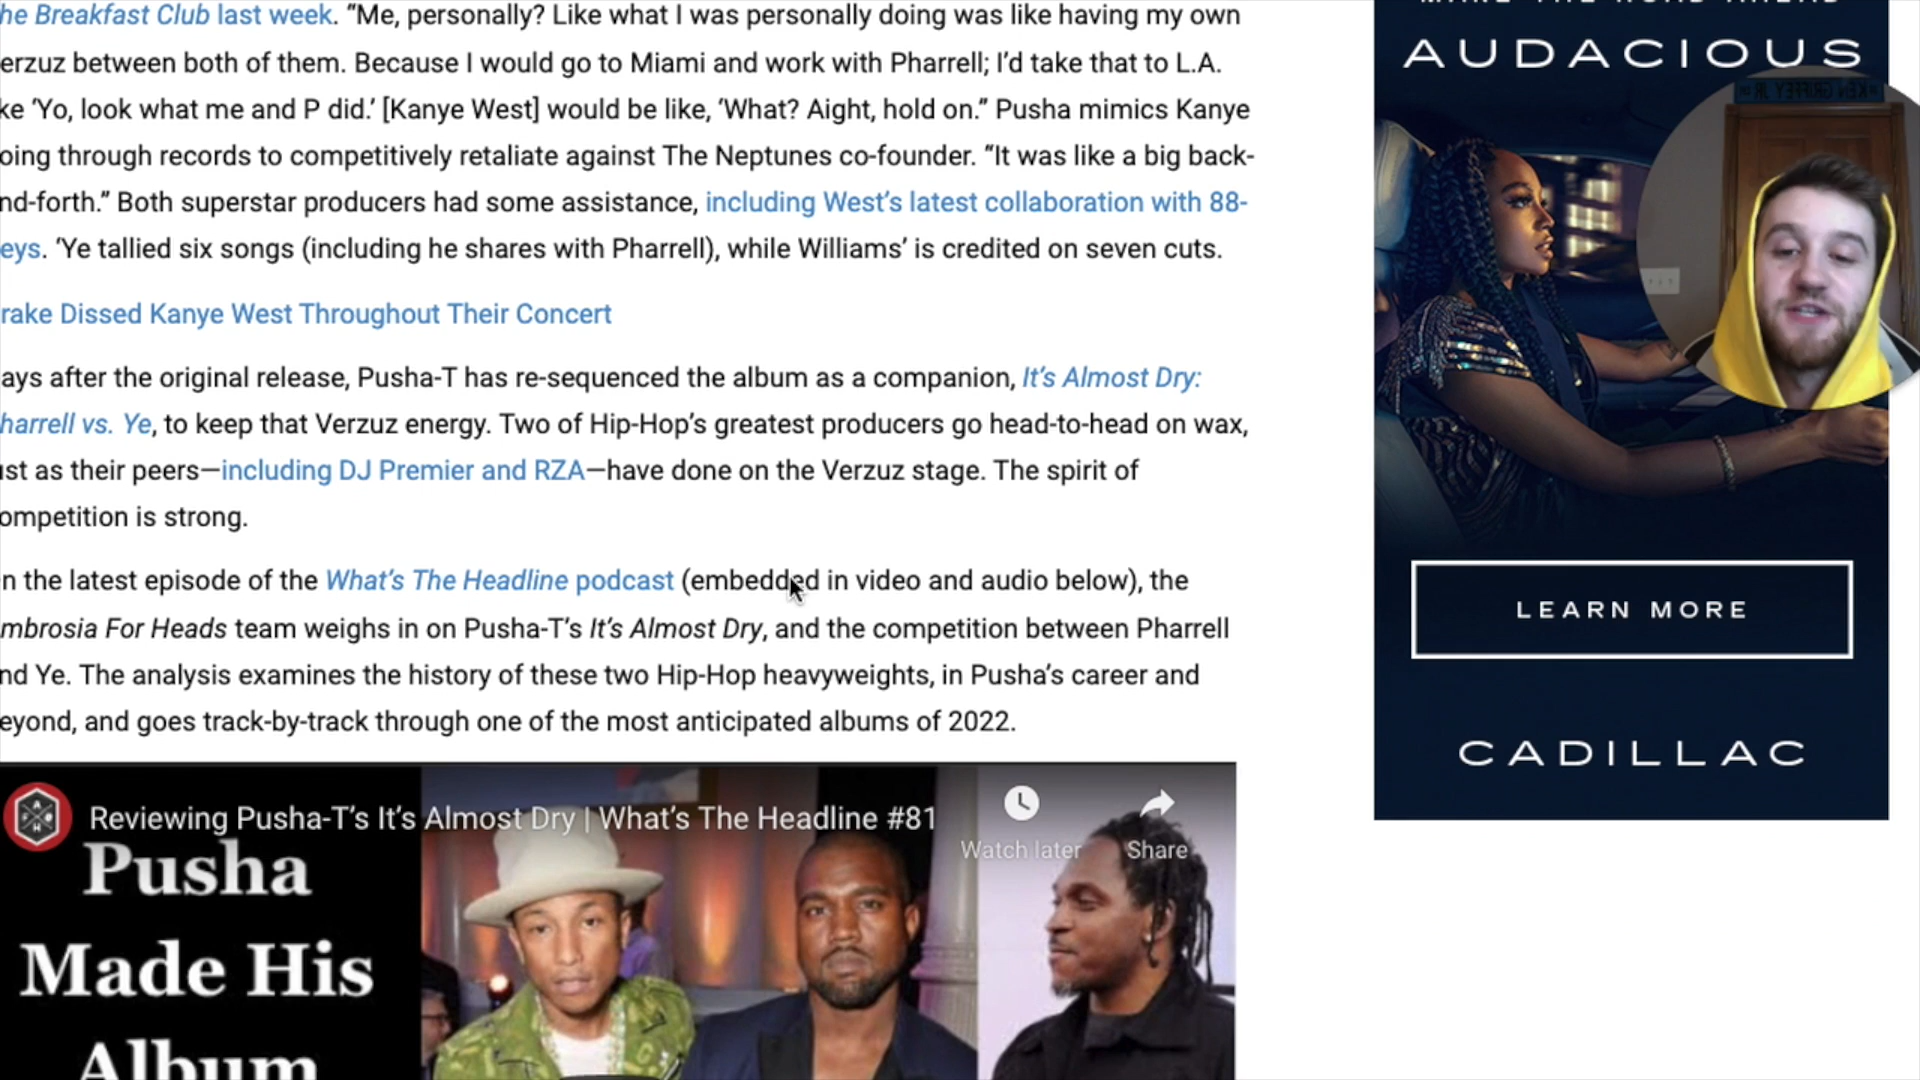 he Breakfast Club last week. “Me, personally? Like what I was personally doing was like having my own
erzuz between both of them. Because I would go to Miami and work with Pharrell; I’d take that to L.A.
ke ‘Yo, look what me and P did.’ [Kanye West] would be like, ‘What? Aight, hold on.” Pusha mimics Kanye
oing through records to competitively retaliate against The Neptunes co-founder. “It was like a big back-
nd-forth.” Both superstar producers had some assistance, including West’s latest collaboration with 88-
eys. ‘Ye tallied six songs (including he shares with Pharrell), while Williams’ is credited on seven cuts.
rake Dissed Kanye West Throughout Their Concert
ays after the original release, Pusha-T has re-sequenced the album as a companion, It’s Almost Dry:
harrell vs. Ye, to keep that Verzuz energy. Two of Hip-Hop’s greatest producers go head-to-head on wax,
ust as their peers—including DJ Premier and RZA—have done on the Verzuz stage. The spirit of
ompetition is strong.
n the latest episode of the What’s The Headline podcast (embedded in video and audio below), the
mbrosia For Heads team weighs in on Pusha-T’s It’s Almost Dry, and the competition between Pharrell
nd Ye. The analysis examines the history of these two Hip-Hop heavyweights, in Pusha’s career and
eyond, and goes track-by-track through one of the most anticipated albums of 2022.
Reviewing Pusha-T’s It’s Almost Dry | What’s The Headline #81
Watch later
Share
Pusha
Made His
Album
AUDACIOUS
KEN GRIFFEY JR DR
LEARN MORE
CADILLAC